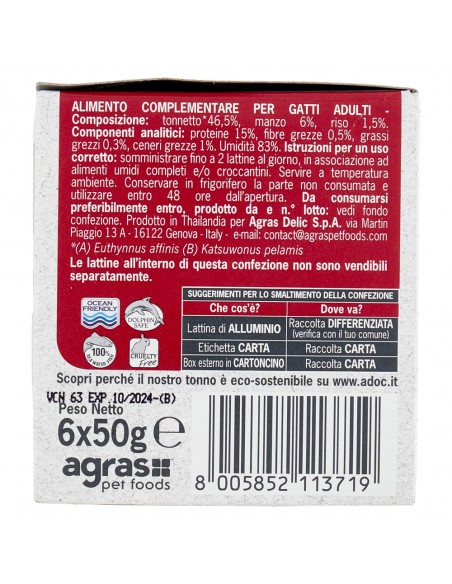 ALIMENTO COMPLEMENTARE PER GATTI ADULTI -
Composizione: tonnetto*46,5%, manzo 6%, riso 1,5%.
Componenti analitici: proteine 15%, fibre grezze 0,5%, grassi
grezzi 0,3%, ceneri grezze 1%. Umidità 83%. Istruzioni per un uso
corretto: somministrare fino a 2 lattine al giorno, in associazione ad
alimenti umidi completi e/o croccantini. Servire a temperatura
ambiente. Conservare in frigorifero la parte non consumata e
utilizzare entro 48 ore dall'apertura. Da consumarsi
preferibilmente entro, prodotto da e n.° lotto: vedi fondo
confezione. Prodotto in Thailandia per Agras Delic S.p.A. via Martin
Piaggio 13 A - 16122 Genova - Italy - e-mail: contact@agraspetfoods.com
*(A) Euthynnus affinis (B) Katsuwonus pelamis
Le lattine all'interno di questa confezione non sono vendibili
separatamente.
OCEAN
FRIENDLY
DOLPHIN
SAFE
100%
CRUELTY
Free
SUGGERIMENTI PER LO SMALTIMENTO DELLA CONFEZIONE
Che cos'è? Dove va?
Lattina di ALLUMINIO Raccolta DIFFERENZIATA
(verifica con il tuo comune)
Etichetta CARTA Raccolta CARTA
Box esterno in CARTONCINO Raccolta CARTA
Scopri perché il nostro tonno è eco-sostenibile su www.adoc.it
VCN 63 EXP 10/2024-(B)
Peso Netto
6x50g e
agras
pet foods
8 005852 113719